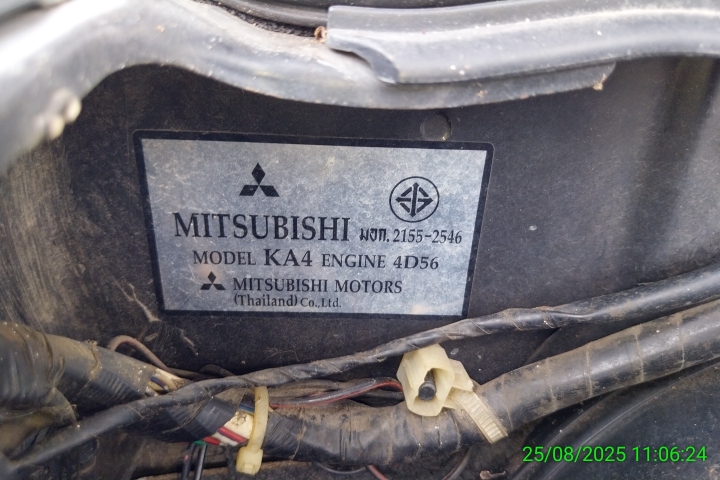 MITSUBISHI มอก. 2155-2546
MODEL KA4 ENGINE 4D56
MITSUBISHI MOTORS
(Thailand) Co., Ltd.
25/08/2025 11:06:24